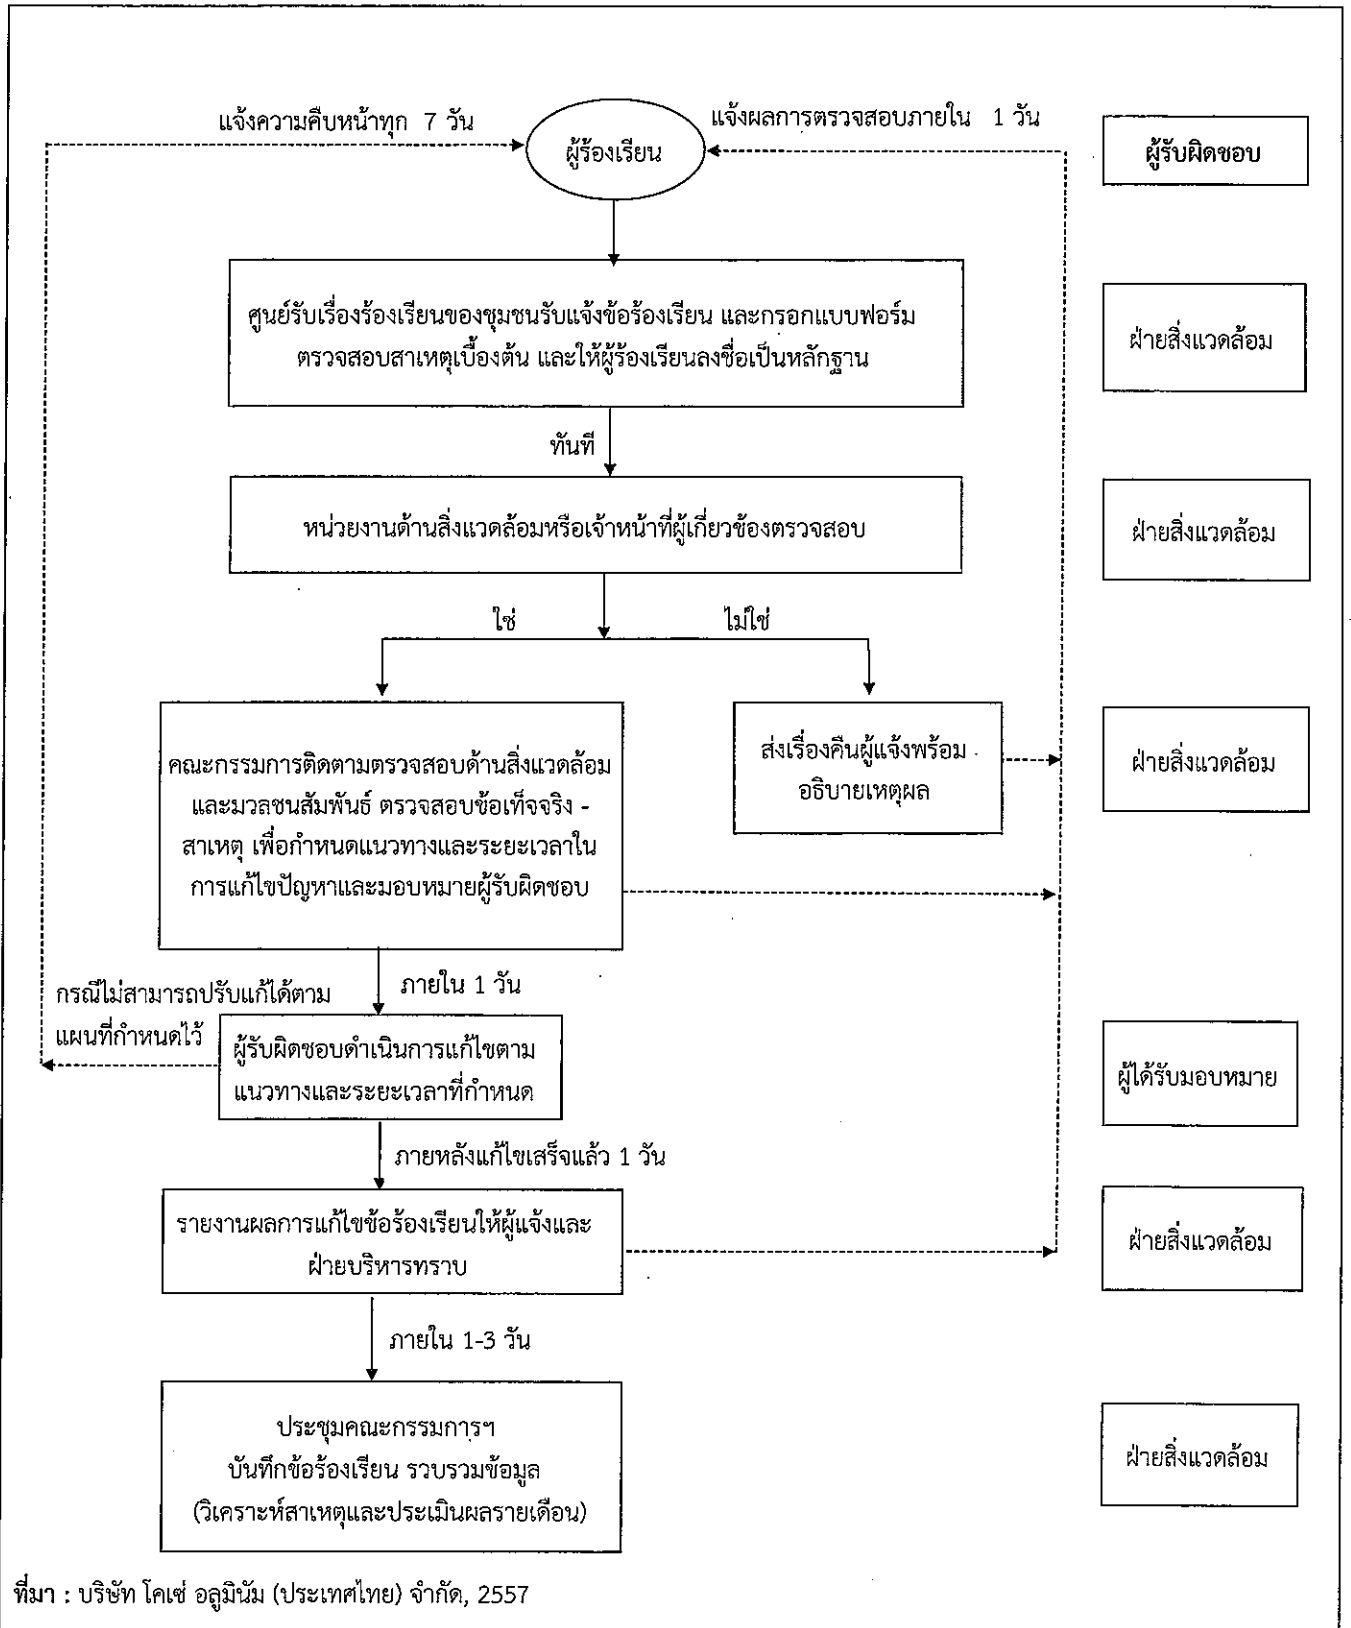 แจ้งความคืบหน้าทุก 7 วัน
แจ้งผลการตรวจสอบภายใน 1 วัน
ผู้ร้องเรียน
ผู้รับผิดชอบ
ศูนย์รับเรื่องร้องเรียนของชุมชนรับแจ้งข้อร้องเรียน และกรอกแบบฟอร์ม
ตรวจสอบสาเหตุเบื้องต้น และให้ผู้ร้องเรียนลงชื่อเป็นหลักฐาน
ฝ่ายสิ่งแวดล้อม
ทันที
หน่วยงานด้านสิ่งแวดล้อมหรือเจ้าหน้าที่ผู้เกี่ยวข้องตรวจสอบ
ฝ่ายสิ่งแวดล้อม
ใช่
ไม่ใช่
คณะกรรมการติดตามตรวจสอบด้านสิ่งแวดล้อม
และมวลชนสัมพันธ์ ตรวจสอบข้อเท็จจริง -
สาเหตุ เพื่อกำหนดแนวทางและระยะเวลาใน
การแก้ไขปัญหาและมอบหมายผู้รับผิดชอบ
ส่งเรื่องคืนผู้แจ้งพร้อม
อธิบายเหตุผล
ฝ่ายสิ่งแวดล้อม
ภายใน 1 วัน
กรณีไม่สามารถปรับแก้ได้ตาม
แผนที่กำหนดไว้
ผู้รับผิดชอบดำเนินการแก้ไขตาม
แนวทางและระยะเวลาที่กำหนด
ผู้ได้รับมอบหมาย
ภายหลังแก้ไขเสร็จแล้ว 1 วัน
รายงานผลการแก้ไขข้อร้องเรียนให้ผู้แจ้งและ
ฝ่ายบริหารทราบ
ฝ่ายสิ่งแวดล้อม
ภายใน 1-3 วัน
ประชุมคณะกรรมการฯ
บันทึกข้อร้องเรียน รวบรวมข้อมูล
(วิเคราะห์สาเหตุและประเมินผลรายเดือน)
ฝ่ายสิ่งแวดล้อม
ที่มา : บริษัท โคเซ่ อลูมินัม (ประเทศไทย) จำกัด, 2557